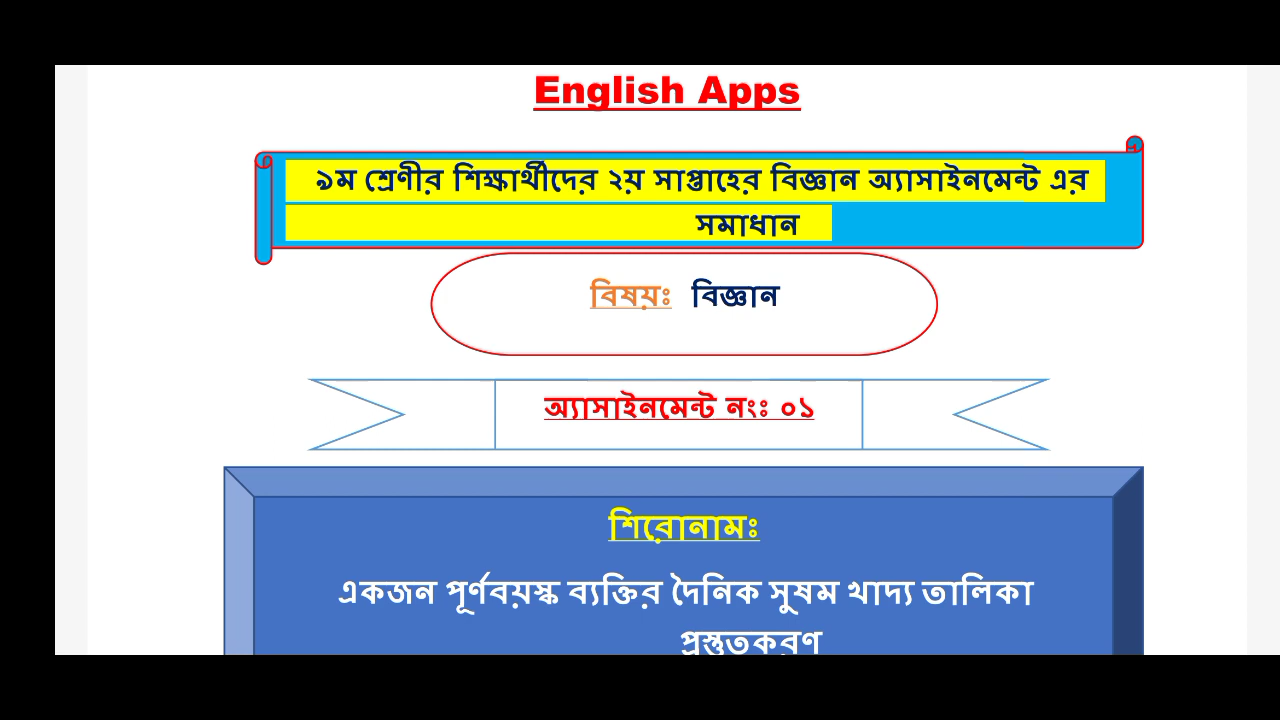 English Apps
৯ম শ্রেণীর শিক্ষার্থীদের ২য় সাপ্তাহের বিজ্ঞান অ্যাসাইনমেন্ট এর
সমাধান
বিষয়ঃ বিজ্ঞান
অ্যাসাইনমেন্ট নংঃ ০১
শিরোনামঃ
একজন পূর্ণবয়স্ক ব্যক্তির দৈনিক সুষম খাদ্য তালিকা
প্রস্তুতকরণ